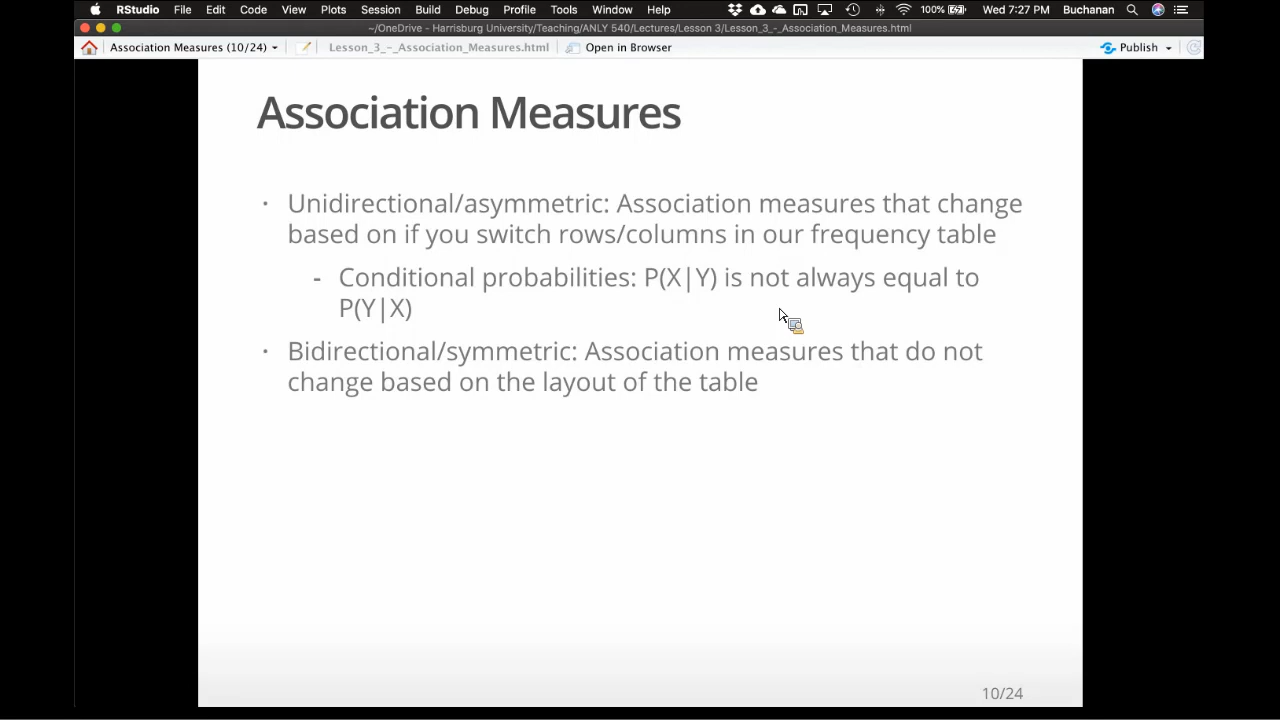 RStudio File Edit Code View Plots Session Build Debug Profile Tools Window Help 100% Wed 7:27 PM Buchanan
~/OneDrive - Harrisburg University/Teaching/ANLY 540/Lectures/Lesson 3/Lesson_3_-_Association_Measures.html
Association Measures (10/24) Lesson_3_-_Association_Measures.html Open in Browser Publish
Association Measures
· Unidirectional/asymmetric: Association measures that change
based on if you switch rows/columns in our frequency table
- Conditional probabilities: P(X|Y) is not always equal to
P(Y|X)
· Bidirectional/symmetric: Association measures that do not
change based on the layout of the table
10/24